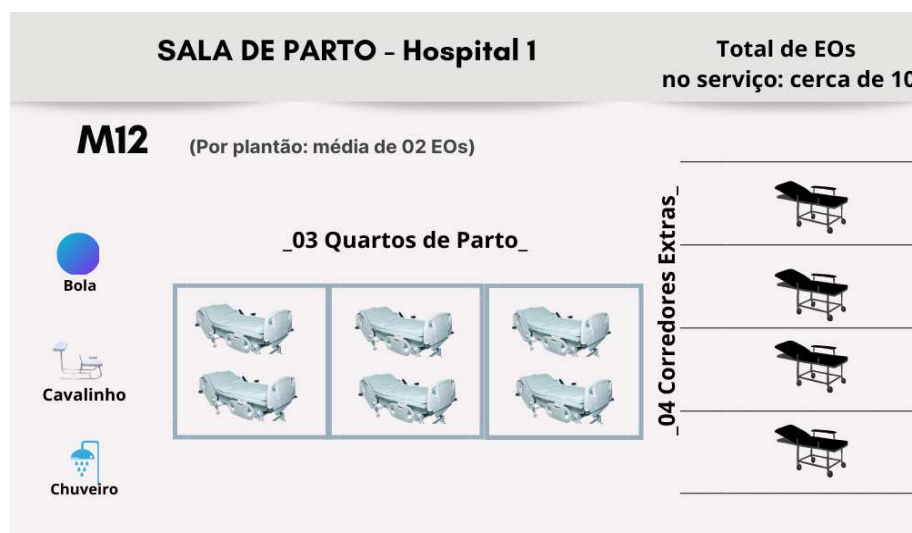 SALA DE PARTO - Hospital 1
Total de EOs
no serviço: cerca de 10
M12
(Por plantão: média de 02 EOs)
_03 Quartos de Parto_
_04 Corredores Extras_
Bola
Cavalinho
Chuveiro